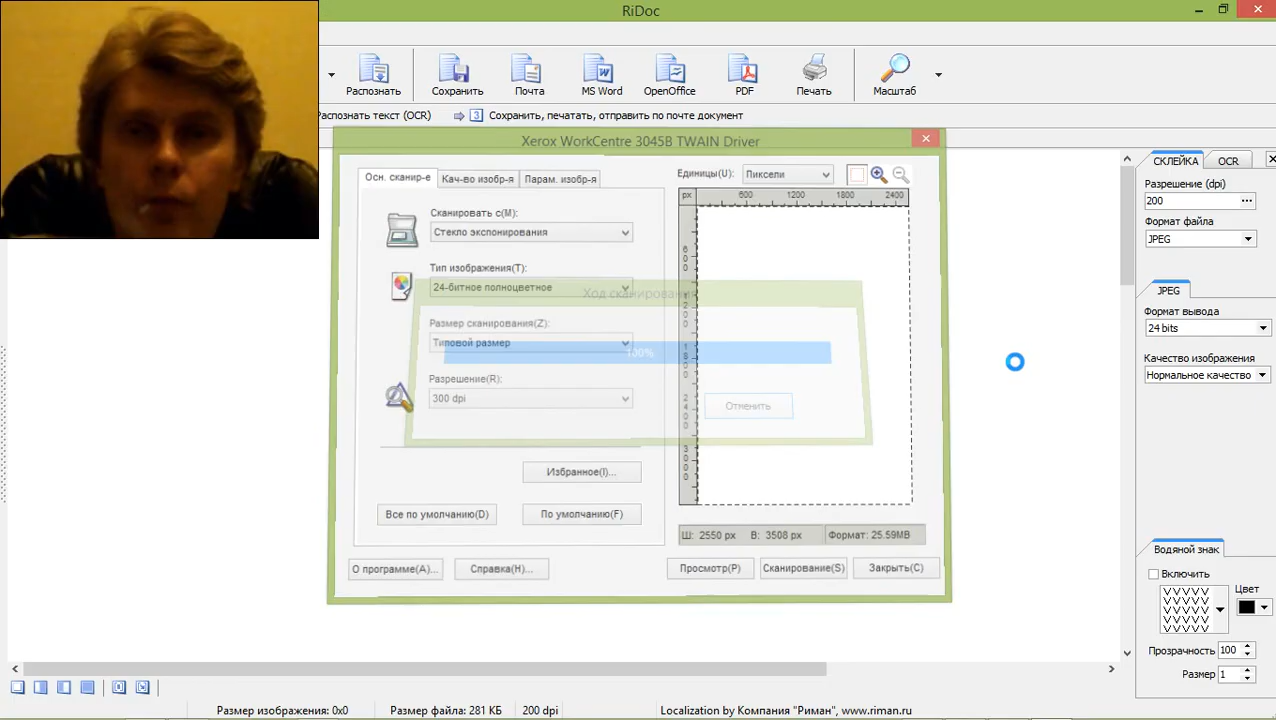 RiDoc
Распознать
Сохранить
Почта
MS Word
OpenOffice
PDF
Печать
Масштаб
Распознать текст (OCR)
3
Сохранить, печатать, отправить по почте документ
Xerox WorkCentre 3045B TWAIN Driver
Осн. сканир-е
Кач-во изобр-я
Парам. изобр-я
Единицы(U):
Пиксели
px
600
1200
1800
2400
Сканировать с(M):
Стекло экспонирования
Тип изображения(T):
24-битное полноцветное
Ход сканирования
Размер сканирования(Z):
Типовой размер
100%
Разрешение(R):
300 dpi
Отменить
600
1200
1800
2400
3000
Избранное(I)...
Все по умолчанию(D)
По умолчанию(F)
Ш: 2550 px
В: 3508 px
Формат: 25.59MB
О программе(A)...
Справка(H)...
Просмотр(P)
Сканирование(S)
Закрыть(C)
СКЛЕЙКА
OCR
Разрешение (dpi)
200
Формат файла
JPEG
JPEG
Формат вывода
24 bits
Качество изображения
Нормальное качество
Водяной знак
Включить
Цвет
Прозрачность 100
Размер 1
Размер изображения: 0x0
Размер файла: 281 КБ
200 dpi
Localization by Компания "Риман", www.riman.ru